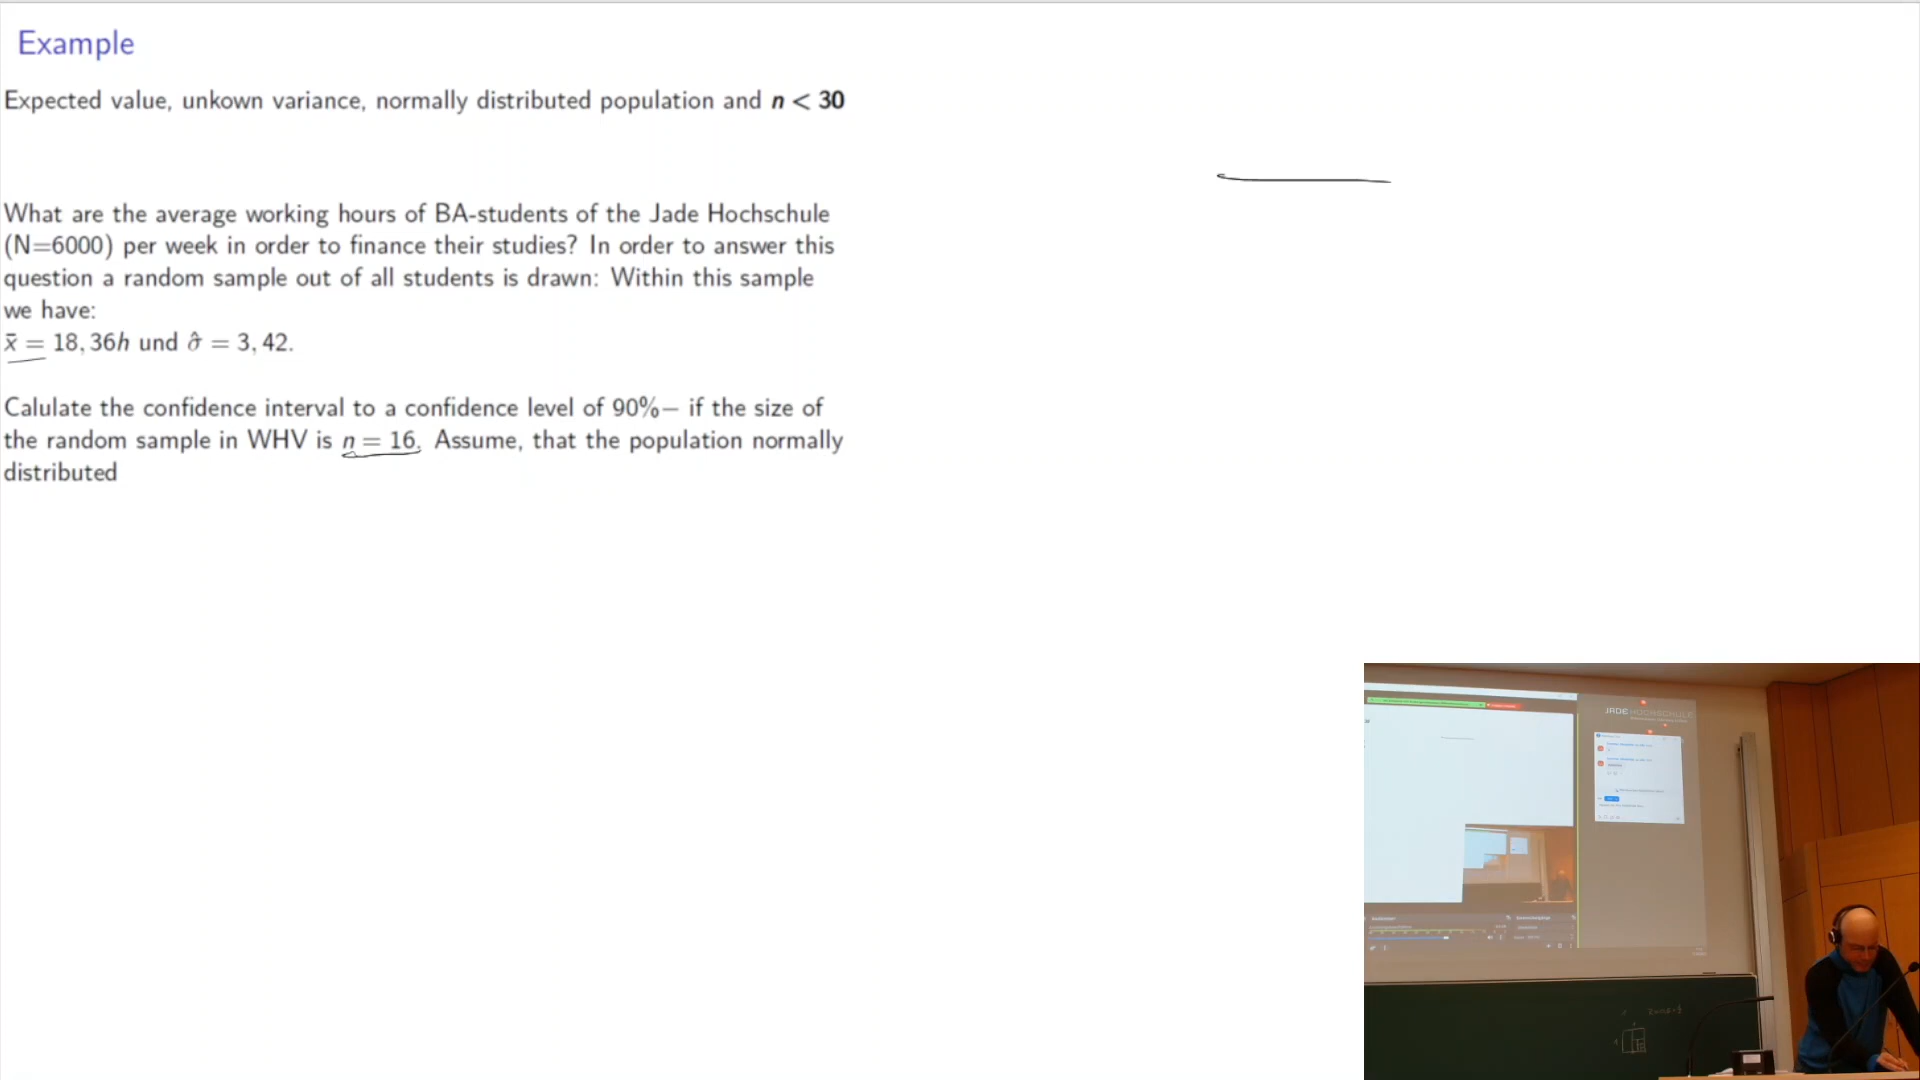 Example
Expected value, unkown variance, normally distributed population and n < 30
What are the average working hours of BA-students of the Jade Hochschule
(N=6000) per week in order to finance their studies? In order to answer this
question a random sample out of all students is drawn: Within this sample
we have:
x̄ = 18, 36h und σ̂ = 3, 42.
Calulate the confidence interval to a confidence level of 90%− if the size of
the random sample in WHV is n = 16. Assume, that the population normally
distributed
JADE HOCHSCHULE